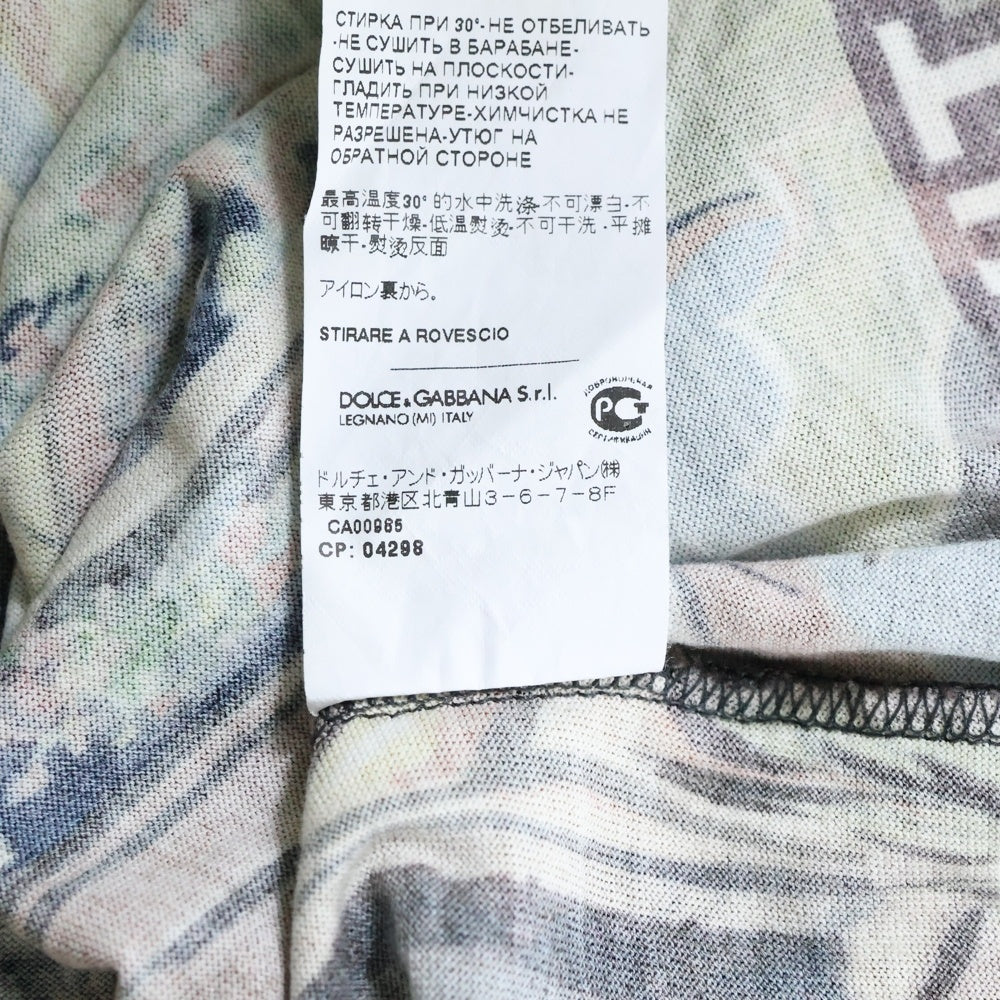 СТИРКА ПРИ 30°-НЕ ОТБЕЛИВАТЬ
-НЕ СУШИТЬ В БАРАБАНЕ-
СУШИТЬ НА ПЛОСКОСТИ-
ГЛАДИТЬ ПРИ НИЗКОЙ
ТЕМПЕРАТУРЕ-ХИМЧИСТКА НЕ
РАЗРЕШЕНА-УТЮГ НА
ОБРАТНОЙ СТОРОНЕ
最高温度30°的水中洗涤-不可漂白-不
可翻转干燥-低温熨烫-不可干洗-平摊
晾干-熨烫反面
アイロン裏から。
STIRARE A ROVESCIO
DOLCE&GABBANA S.r.l.
LEGNANO (MI) ITALY
ДОБРОВОЛЬНАЯ
РСТ
СЕРТИФИКАЦИЯ
ドルチェ・アンド・ガッバーナ・ジャパン(株)
東京都港区北青山3-6-7-8F
CA00985
CP: 04298